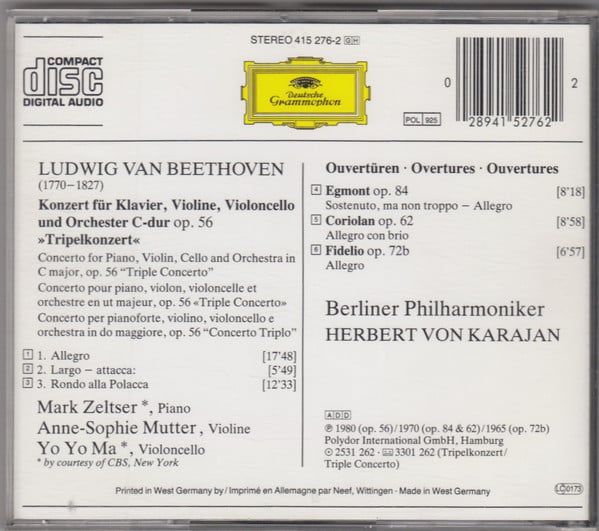 COMPACT
disc
DIGITAL AUDIO
STEREO 415 276-2 GH
Deutsche
Grammophon
POL 925
0 28941 52762 2
LUDWIG VAN BEETHOVEN
(1770–1827)
Konzert für Klavier, Violine, Violoncello
und Orchester C-dur op. 56
»Tripelkonzert«
Concerto for Piano, Violin, Cello and Orchestra in
C major, op. 56 “Triple Concerto”
Concerto pour piano, violon, violoncelle et
orchestre en ut majeur, op. 56 «Triple Concerto»
Concerto per pianoforte, violino, violoncello e
orchestra in do maggiore, op. 56 “Concerto Triplo”
1 1. Allegro [17'48]
2 2. Largo – attacca: [5'49]
3 3. Rondo alla Polacca [12'33]
Mark Zeltser*, Piano
Anne-Sophie Mutter, Violine
Yo Yo Ma*, Violoncello
* by courtesy of CBS, New York
Ouvertüren · Overtures · Ouvertures
4 Egmont op. 84 [8'18]
Sostenuto, ma non troppo – Allegro
5 Coriolan op. 62 [8'58]
Allegro con brio
6 Fidelio op. 72b [6'57]
Allegro
Berliner Philharmoniker
HERBERT VON KARAJAN
ADD
℗ 1980 (op. 56)/1970 (op. 84 & 62)/1965 (op. 72b)
Polydor International GmbH, Hamburg
2531 262 · 3301 262 (Tripelkonzert/
Triple Concerto)
Printed in West Germany by / Imprimé en Allemagne par Neef, Wittingen · Made in West Germany
LC 0173